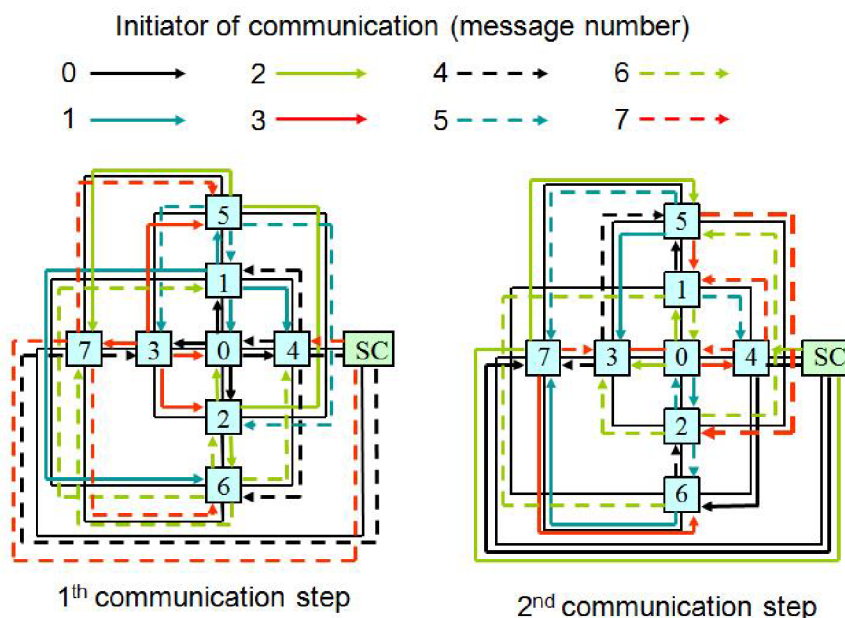 Initiator of communication (message number)
0 2 4 6
1 3 5 7
5 5
1 1
7 3 0 4 SC 7 3 0 4 SC
2 2
6 6
1th communication step 2nd communication step